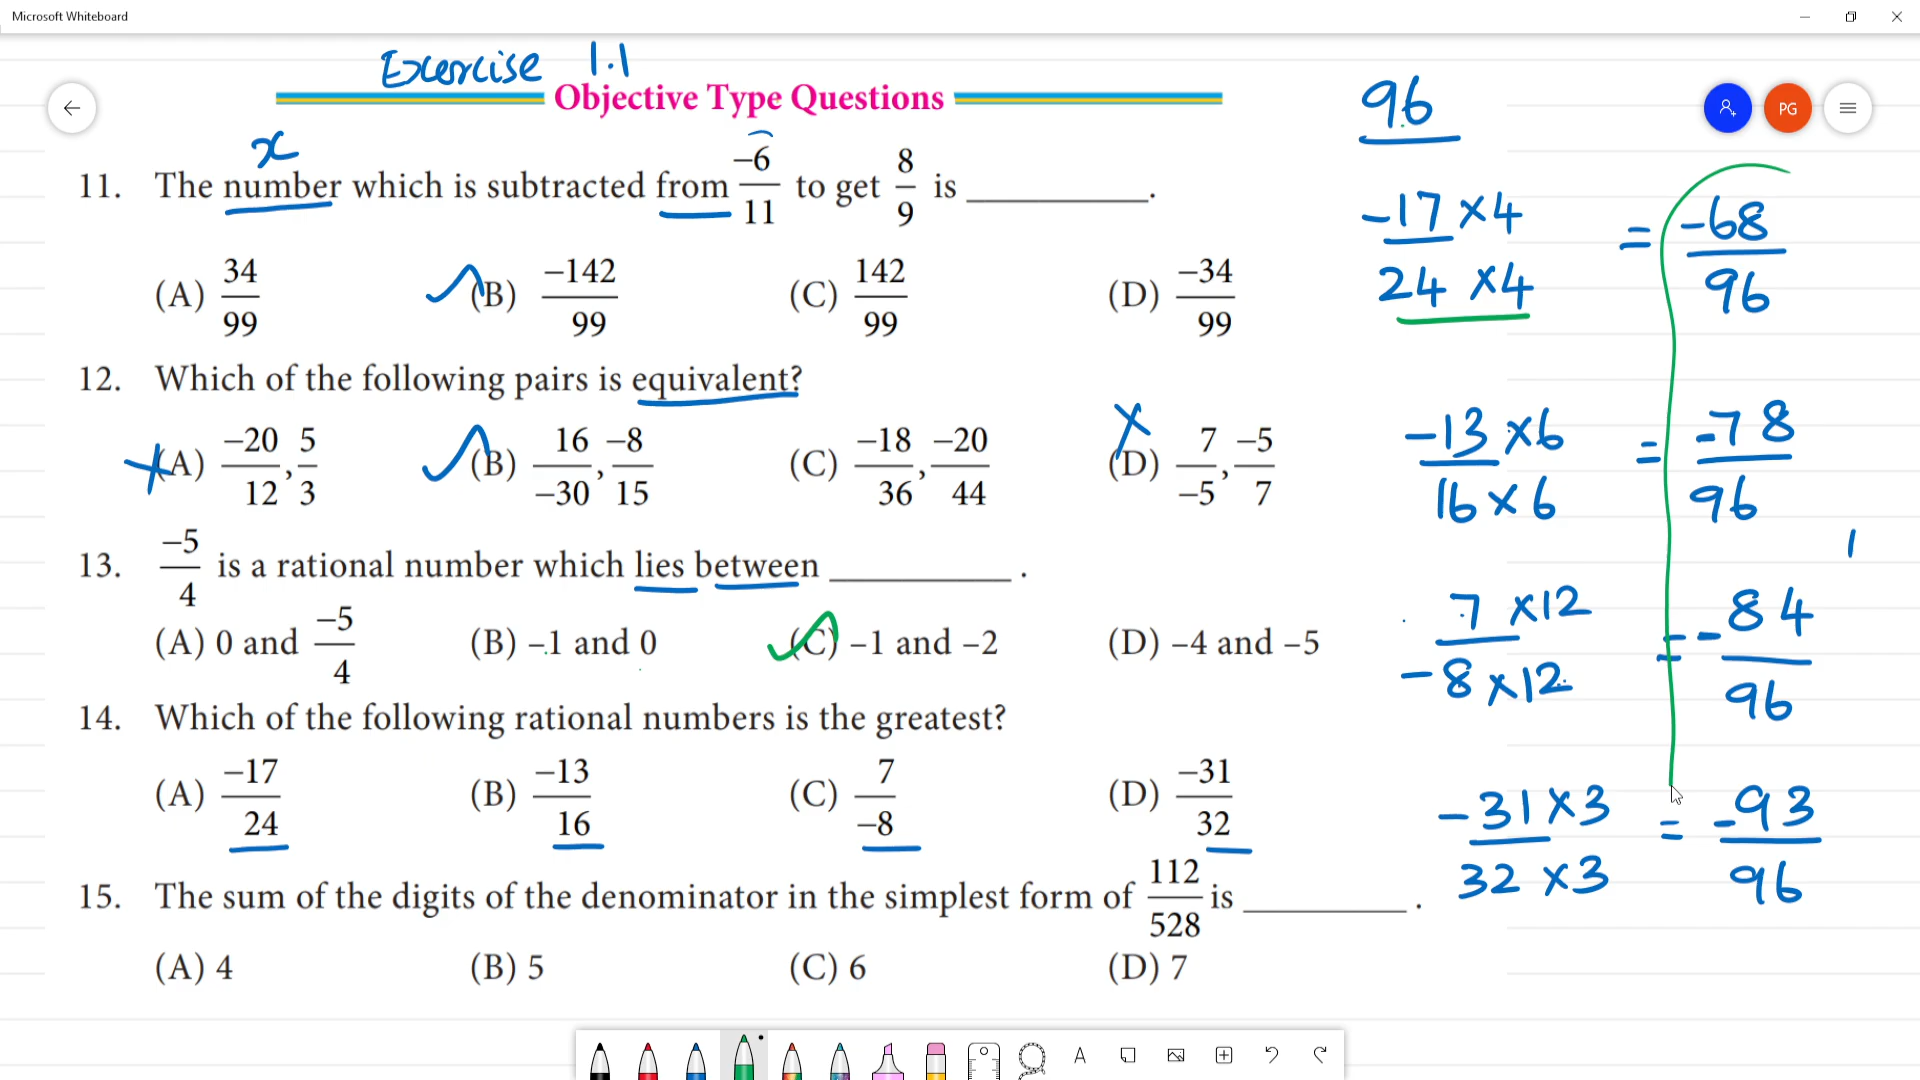 Microsoft Whiteboard
Exercise 1.1
Objective Type Questions
PG
x
11. The number which is subtracted from −6/11 to get 8/9 is ____________.
(A) 34/99 (B) −142/99 (C) 142/99 (D) −34/99
12. Which of the following pairs is equivalent?
(A) −20/12, 5/3 (B) 16/−30, −8/15 (C) −18/36, −20/44 (D) 7/−5, −5/7
13. −5/4 is a rational number which lies between ____________.
(A) 0 and −5/4 (B) –1 and 0 (C) –1 and –2 (D) –4 and –5
14. Which of the following rational numbers is the greatest?
(A) −17/24 (B) −13/16 (C) 7/−8 (D) −31/32
15. The sum of the digits of the denominator in the simplest form of 112/528 is ____________.
(A) 4 (B) 5 (C) 6 (D) 7
96
-17 × 4 / 24 × 4 = -68/96
-13 × 6 / 16 × 6 = -78/96
7 × 12 / -8 × 12 = -84/96
-31 × 3 / 32 × 3 = -93/96